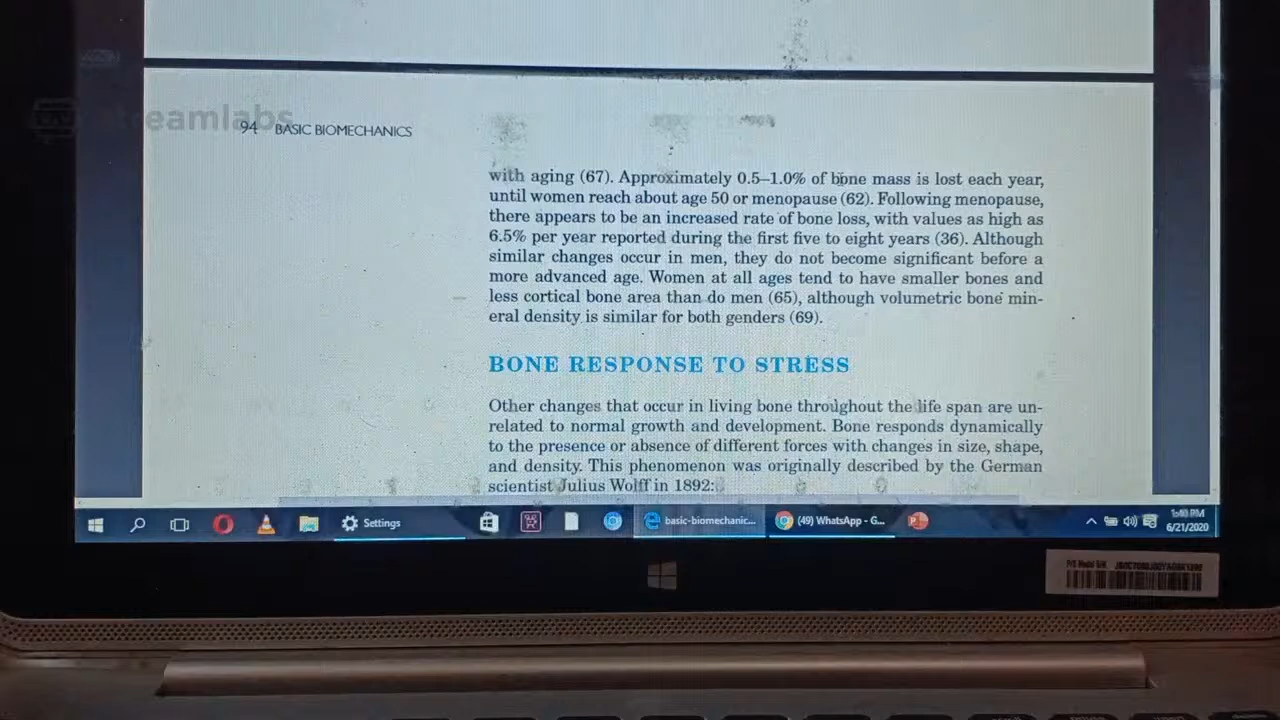 streamlabs
94 BASIC BIOMECHANICS
with aging (67). Approximately 0.5–1.0% of bone mass is lost each year,
until women reach about age 50 or menopause (62). Following menopause,
there appears to be an increased rate of bone loss, with values as high as
6.5% per year reported during the first five to eight years (36). Although
similar changes occur in men, they do not become significant before a
more advanced age. Women at all ages tend to have smaller bones and
less cortical bone area than do men (65), although volumetric bone min-
eral density is similar for both genders (69).
BONE RESPONSE TO STRESS
Other changes that occur in living bone throughout the life span are un-
related to normal growth and development. Bone responds dynamically
to the presence or absence of different forces with changes in size, shape,
and density. This phenomenon was originally described by the German
scientist Julius Wolff in 1892:
Settings
basic-biomechanic...
(49) WhatsApp - G...
1:40 PM
6/21/2020